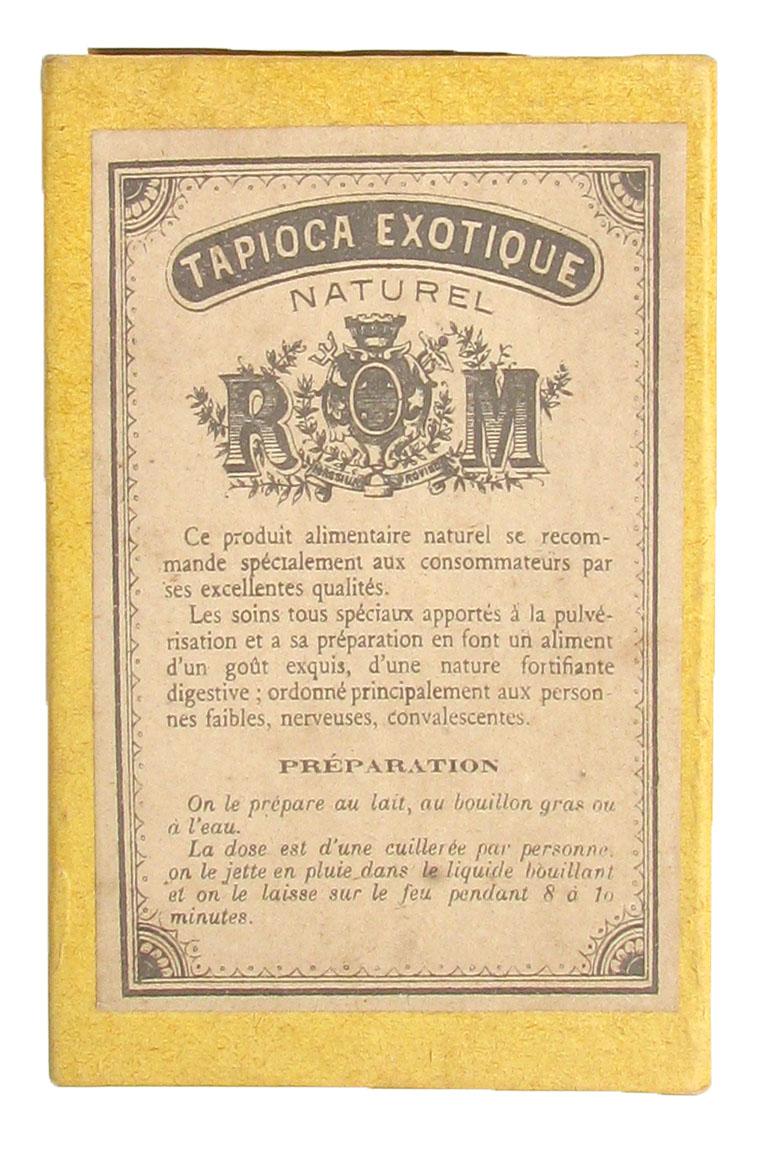 TAPIOCA EXOTIQUE
NATUREL
R M
MASSILIA PROVINCE
Ce produit alimentaire naturel se recom-
mande spécialement aux consommateurs par
ses excellentes qualités.
Les soins tous spéciaux apportés à la pulvé-
risation et a sa préparation en font un aliment
d'un goût exquis, d'une nature fortifiante
digestive ; ordonné principalement aux person-
nes faibles, nerveuses, convalescentes.
PRÉPARATION
On le prépare au lait, au bouillon gras ou
à l'eau.
La dose est d'une cuillerée par personne,
on le jette en pluie dans le liquide bouillant
et on le laisse sur le feu pendant 8 à 10
minutes.